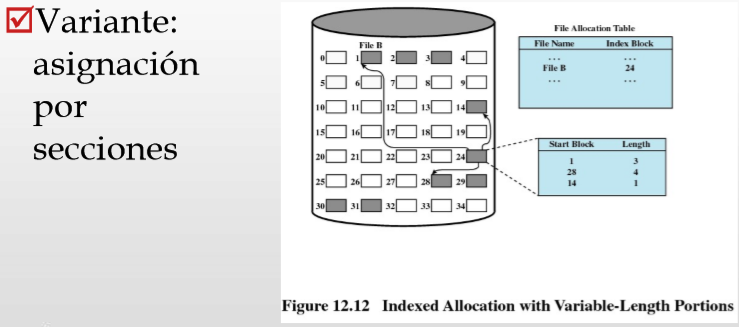 Variante:
asignación
por
secciones
File B
0 1 2 3 4
5 6 7 8 9
10 11 12 13 14
15 16 17 18 19
20 21 22 23 24
25 26 27 28 29
30 31 32 33 34
File Allocation Table
File Name Index Block
... ...
File B 24
... ...
Start Block Length
1 3
28 4
14 1
Figure 12.12 Indexed Allocation with Variable-Length Portions